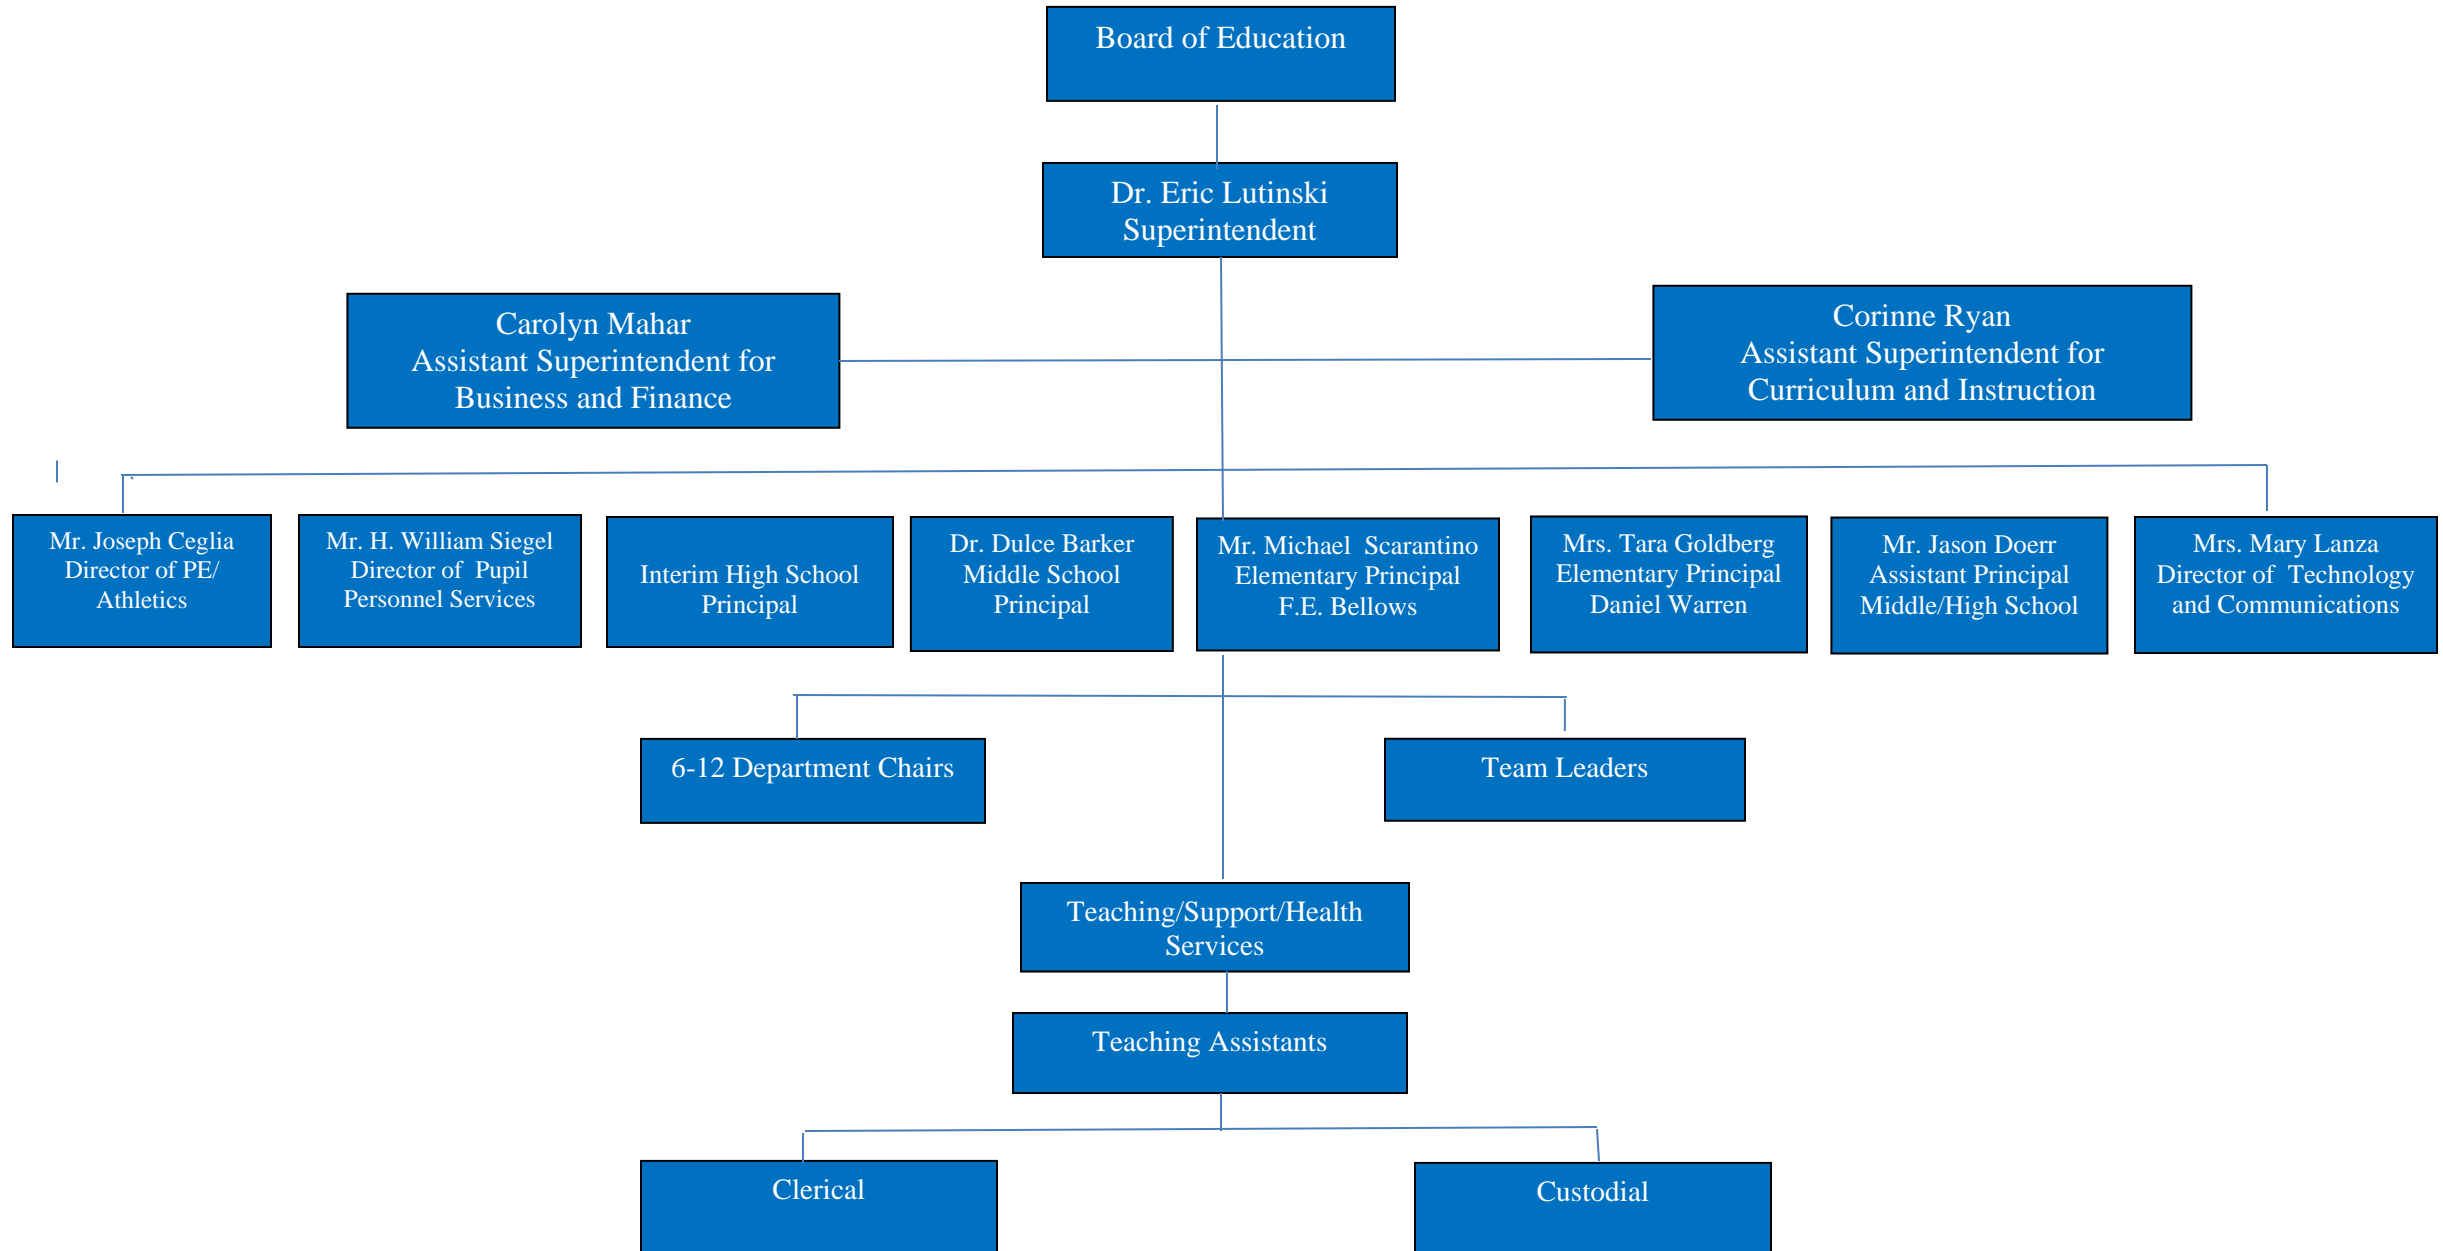 Board of Education
Dr. Eric Lutinski
Superintendent
Carolyn Mahar
Assistant Superintendent for
Business and Finance
Corinne Ryan
Assistant Superintendent for
Curriculum and Instruction
Mr. Joseph Ceglia
Director of PE/
Athletics
Mr. H. William Siegel
Director of  Pupil
Personnel Services
Interim High School
Principal
Dr. Dulce Barker
Middle School
Principal
Mr. Michael  Scarantino
Elementary Principal
F.E. Bellows
Mrs. Tara Goldberg
Elementary Principal
Daniel Warren
Mr. Jason Doerr
Assistant Principal
Middle/High School
Mrs. Mary Lanza
Director of  Technology
and Communications
6-12 Department Chairs
Team Leaders
Teaching/Support/Health
Services
Teaching Assistants
Clerical
Custodial